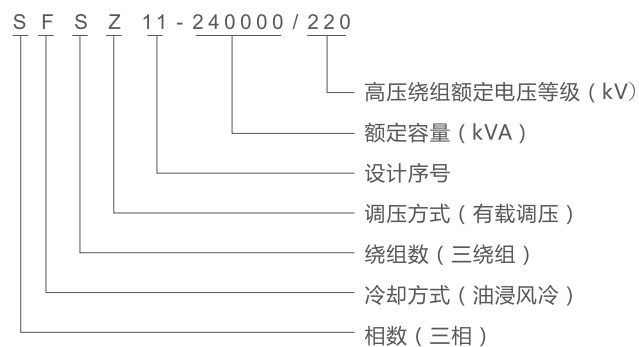 S F S Z 11-240000/220
高压绕组额定电压等级（kV）
额定容量（kVA）
设计序号
调压方式（有载调压）
绕组数（三绕组）
冷却方式（油浸风冷）
相数（三相）